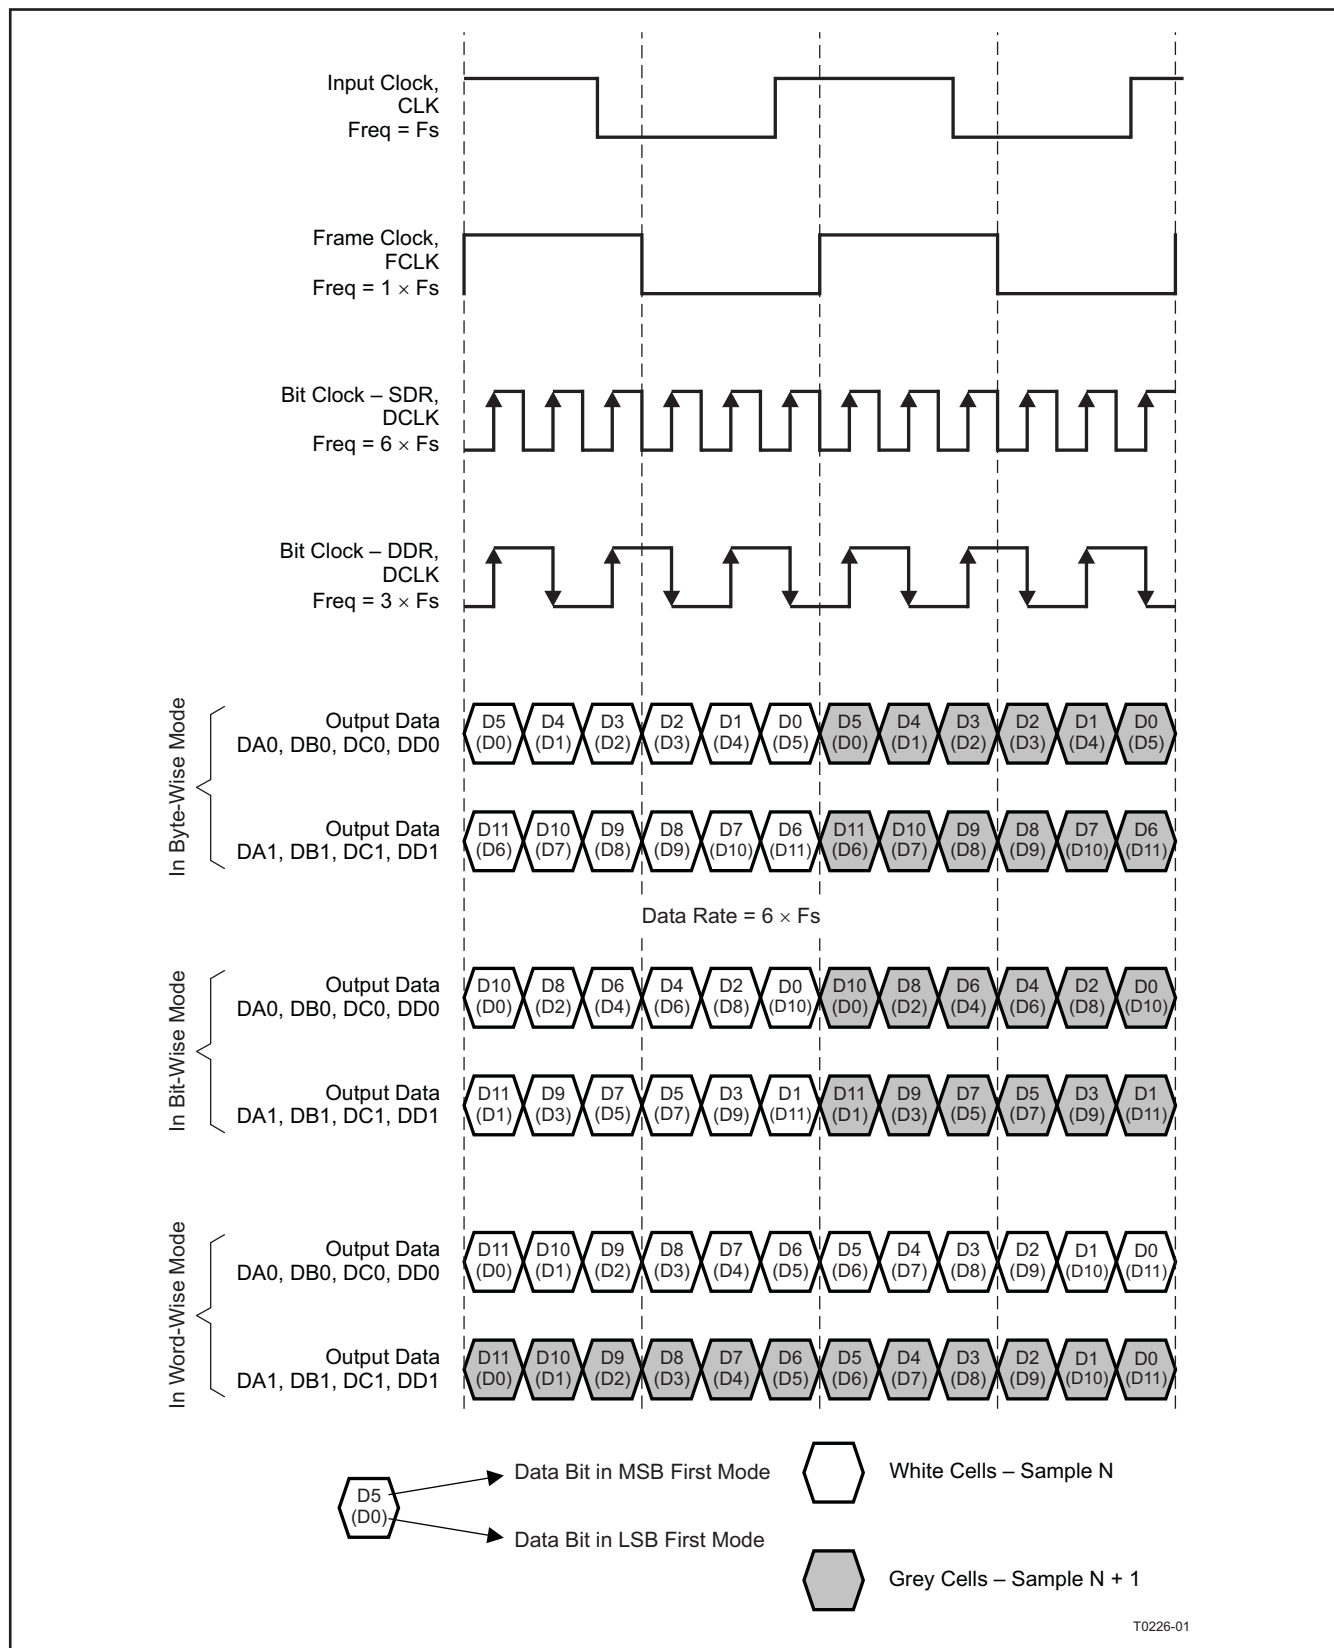 Input Clock,
CLK
Freq = Fs
Frame Clock,
FCLK
Freq = 1 × Fs
Bit Clock – SDR,
DCLK
Freq = 6 × Fs
Bit Clock – DDR,
DCLK
Freq = 3 × Fs
In Byte-Wise Mode
Output Data
DA0, DB0, DC0, DD0
D5 D4 D3 D2 D1 D0 D5 D4 D3 D2 D1 D0
(D0) (D1) (D2) (D3) (D4) (D5) (D0) (D1) (D2) (D3) (D4) (D5)
Output Data
DA1, DB1, DC1, DD1
D11 D10 D9 D8 D7 D6 D11 D10 D9 D8 D7 D6
(D6) (D7) (D8) (D9) (D10) (D11) (D6) (D7) (D8) (D9) (D10) (D11)
Data Rate = 6 × Fs
In Bit-Wise Mode
Output Data
DA0, DB0, DC0, DD0
D10 D8 D6 D4 D2 D0 D10 D8 D6 D4 D2 D0
(D0) (D2) (D4) (D6) (D8) (D10) (D0) (D2) (D4) (D6) (D8) (D10)
Output Data
DA1, DB1, DC1, DD1
D11 D9 D7 D5 D3 D1 D11 D9 D7 D5 D3 D1
(D1) (D3) (D5) (D7) (D9) (D11) (D1) (D3) (D5) (D7) (D9) (D11)
In Word-Wise Mode
Output Data
DA0, DB0, DC0, DD0
D11 D10 D9 D8 D7 D6 D5 D4 D3 D2 D1 D0
(D0) (D1) (D2) (D3) (D4) (D5) (D6) (D7) (D8) (D9) (D10) (D11)
Output Data
DA1, DB1, DC1, DD1
D11 D10 D9 D8 D7 D6 D5 D4 D3 D2 D1 D0
(D0) (D1) (D2) (D3) (D4) (D5) (D6) (D7) (D8) (D9) (D10) (D11)
D5
(D0)
Data Bit in MSB First Mode
Data Bit in LSB First Mode
White Cells – Sample N
Grey Cells – Sample N + 1
T0226-01